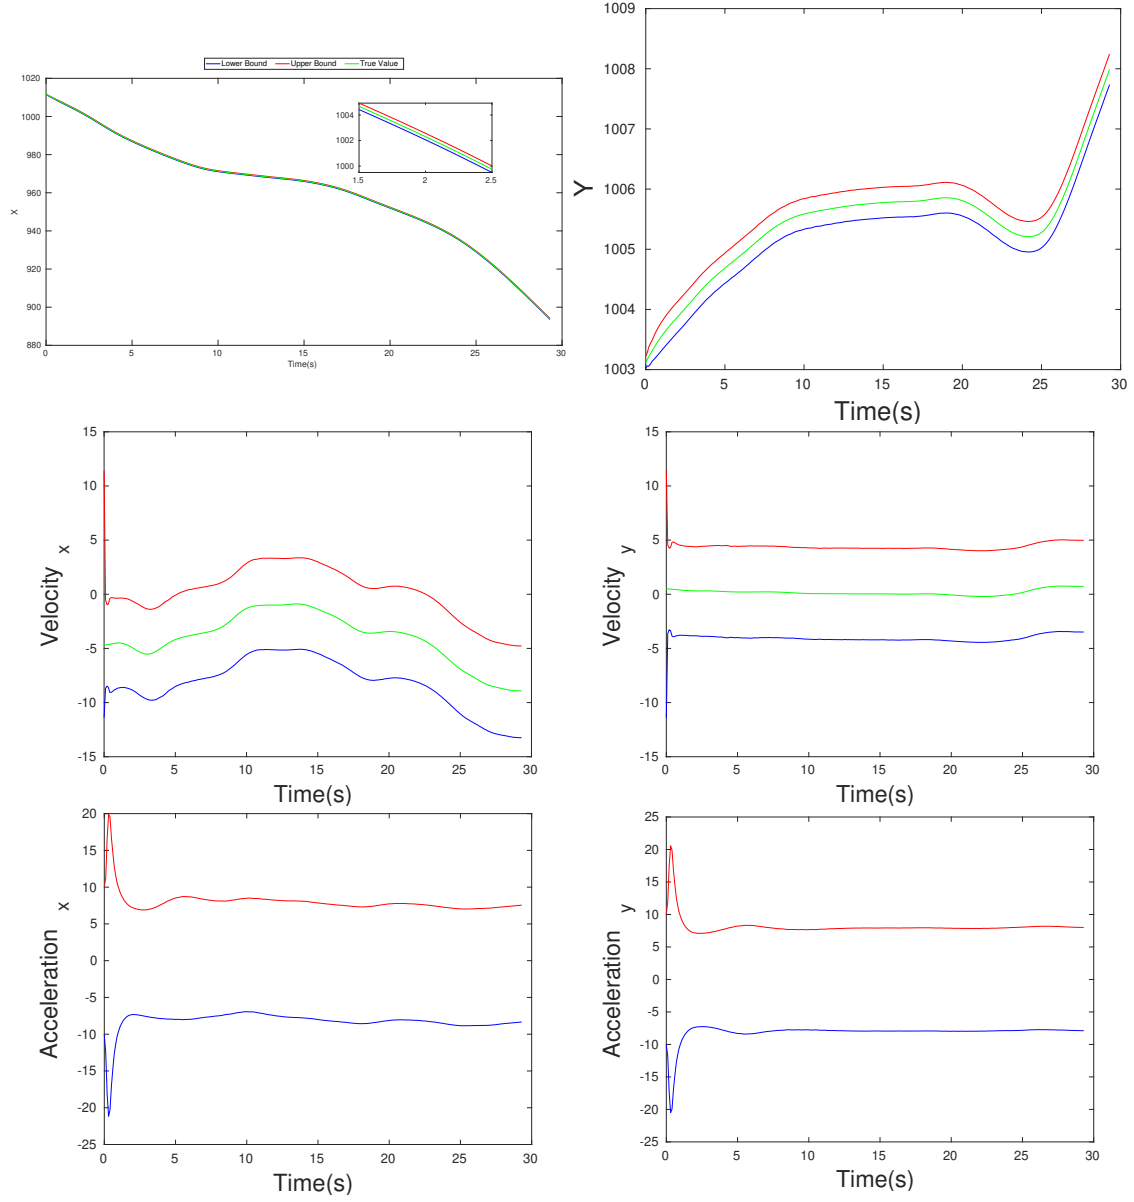 Lower Bound Upper Bound True Value
1020
1000
980
960
940
920
900
880
x
0 5 10 15 20 25 30
Time(s)
1004
1002
1000
1.5 2 2.5
1009
1008
1007
1006
1005
1004
1003
Y
0 5 10 15 20 25 30
Time(s)
15
10
5
0
-5
-10
-15
Velocity x
0 5 10 15 20 25 30
Time(s)
15
10
5
0
-5
-10
-15
Velocity y
0 5 10 15 20 25 30
Time(s)
20
15
10
5
0
-5
-10
-15
-20
-25
Acceleration x
0 5 10 15 20 25 30
Time(s)
25
20
15
10
5
0
-5
-10
-15
-20
-25
Acceleration y
0 5 10 15 20 25 30
Time(s)